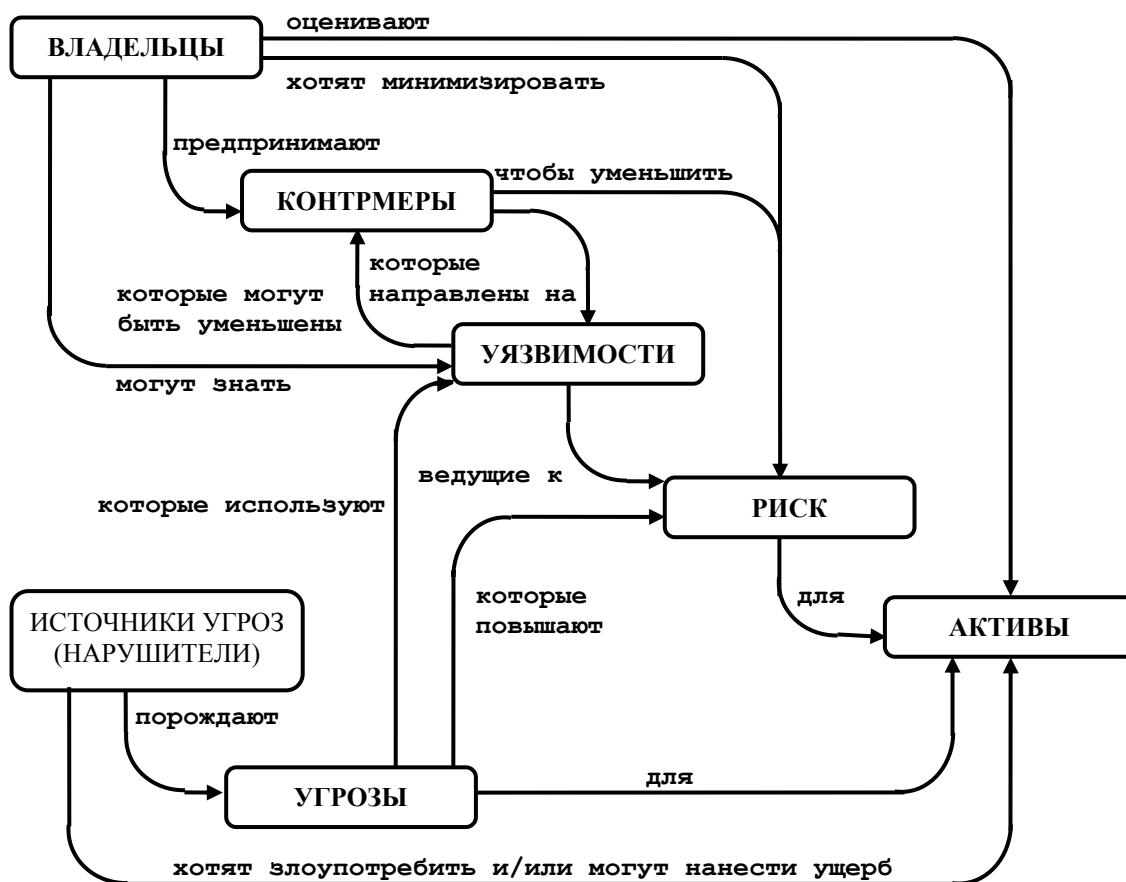 оценивают
ВЛАДЕЛЬЦЫ
хотят минимизировать
предпринимают
чтобы уменьшить
КОНТРМЕРЫ
которые
направлены на
которые могут
быть уменьшены
УЯЗВИМОСТИ
могут знать
ведущие к
которые используют
РИСК
которые
повышают
для
ИСТОЧНИКИ УГРОЗ
(НАРУШИТЕЛИ)
АКТИВЫ
порождают
УГРОЗЫ
для
хотят злоупотребить и/или могут нанести ущерб